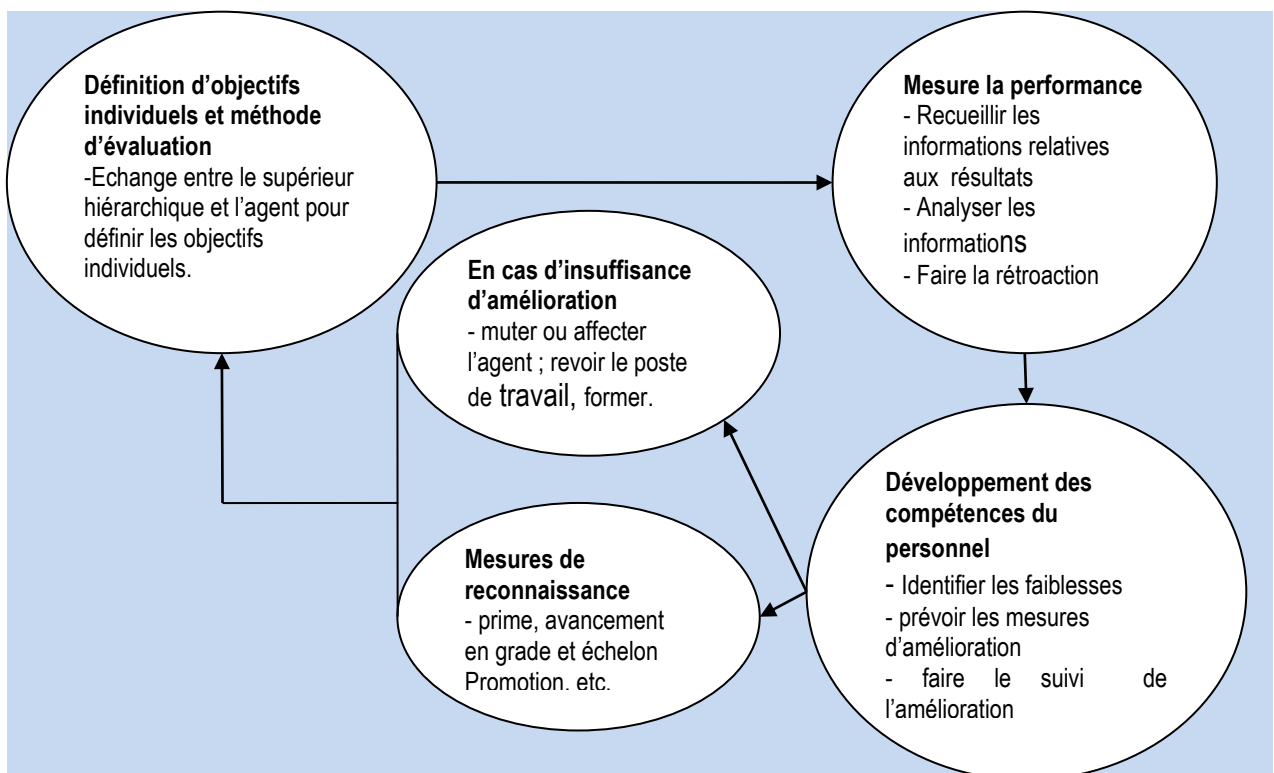 Définition d’objectifs
individuels et méthode
d’évaluation
-Echange entre le supérieur
hiérarchique et l’agent pour
définir les objectifs
individuels.
Mesure la performance
- Recueillir les
informations relatives
aux résultats
- Analyser les
informations
- Faire la rétroaction
En cas d’insuffisance
d’amélioration
- muter ou affecter
l’agent ; revoir le poste
de travail, former.
Mesures de
reconnaissance
- prime, avancement
en grade et échelon
Promotion, etc.
Développement des
compétences du
personnel
- Identifier les faiblesses
- prévoir les mesures
d’amélioration
- faire le suivi de
l’amélioration